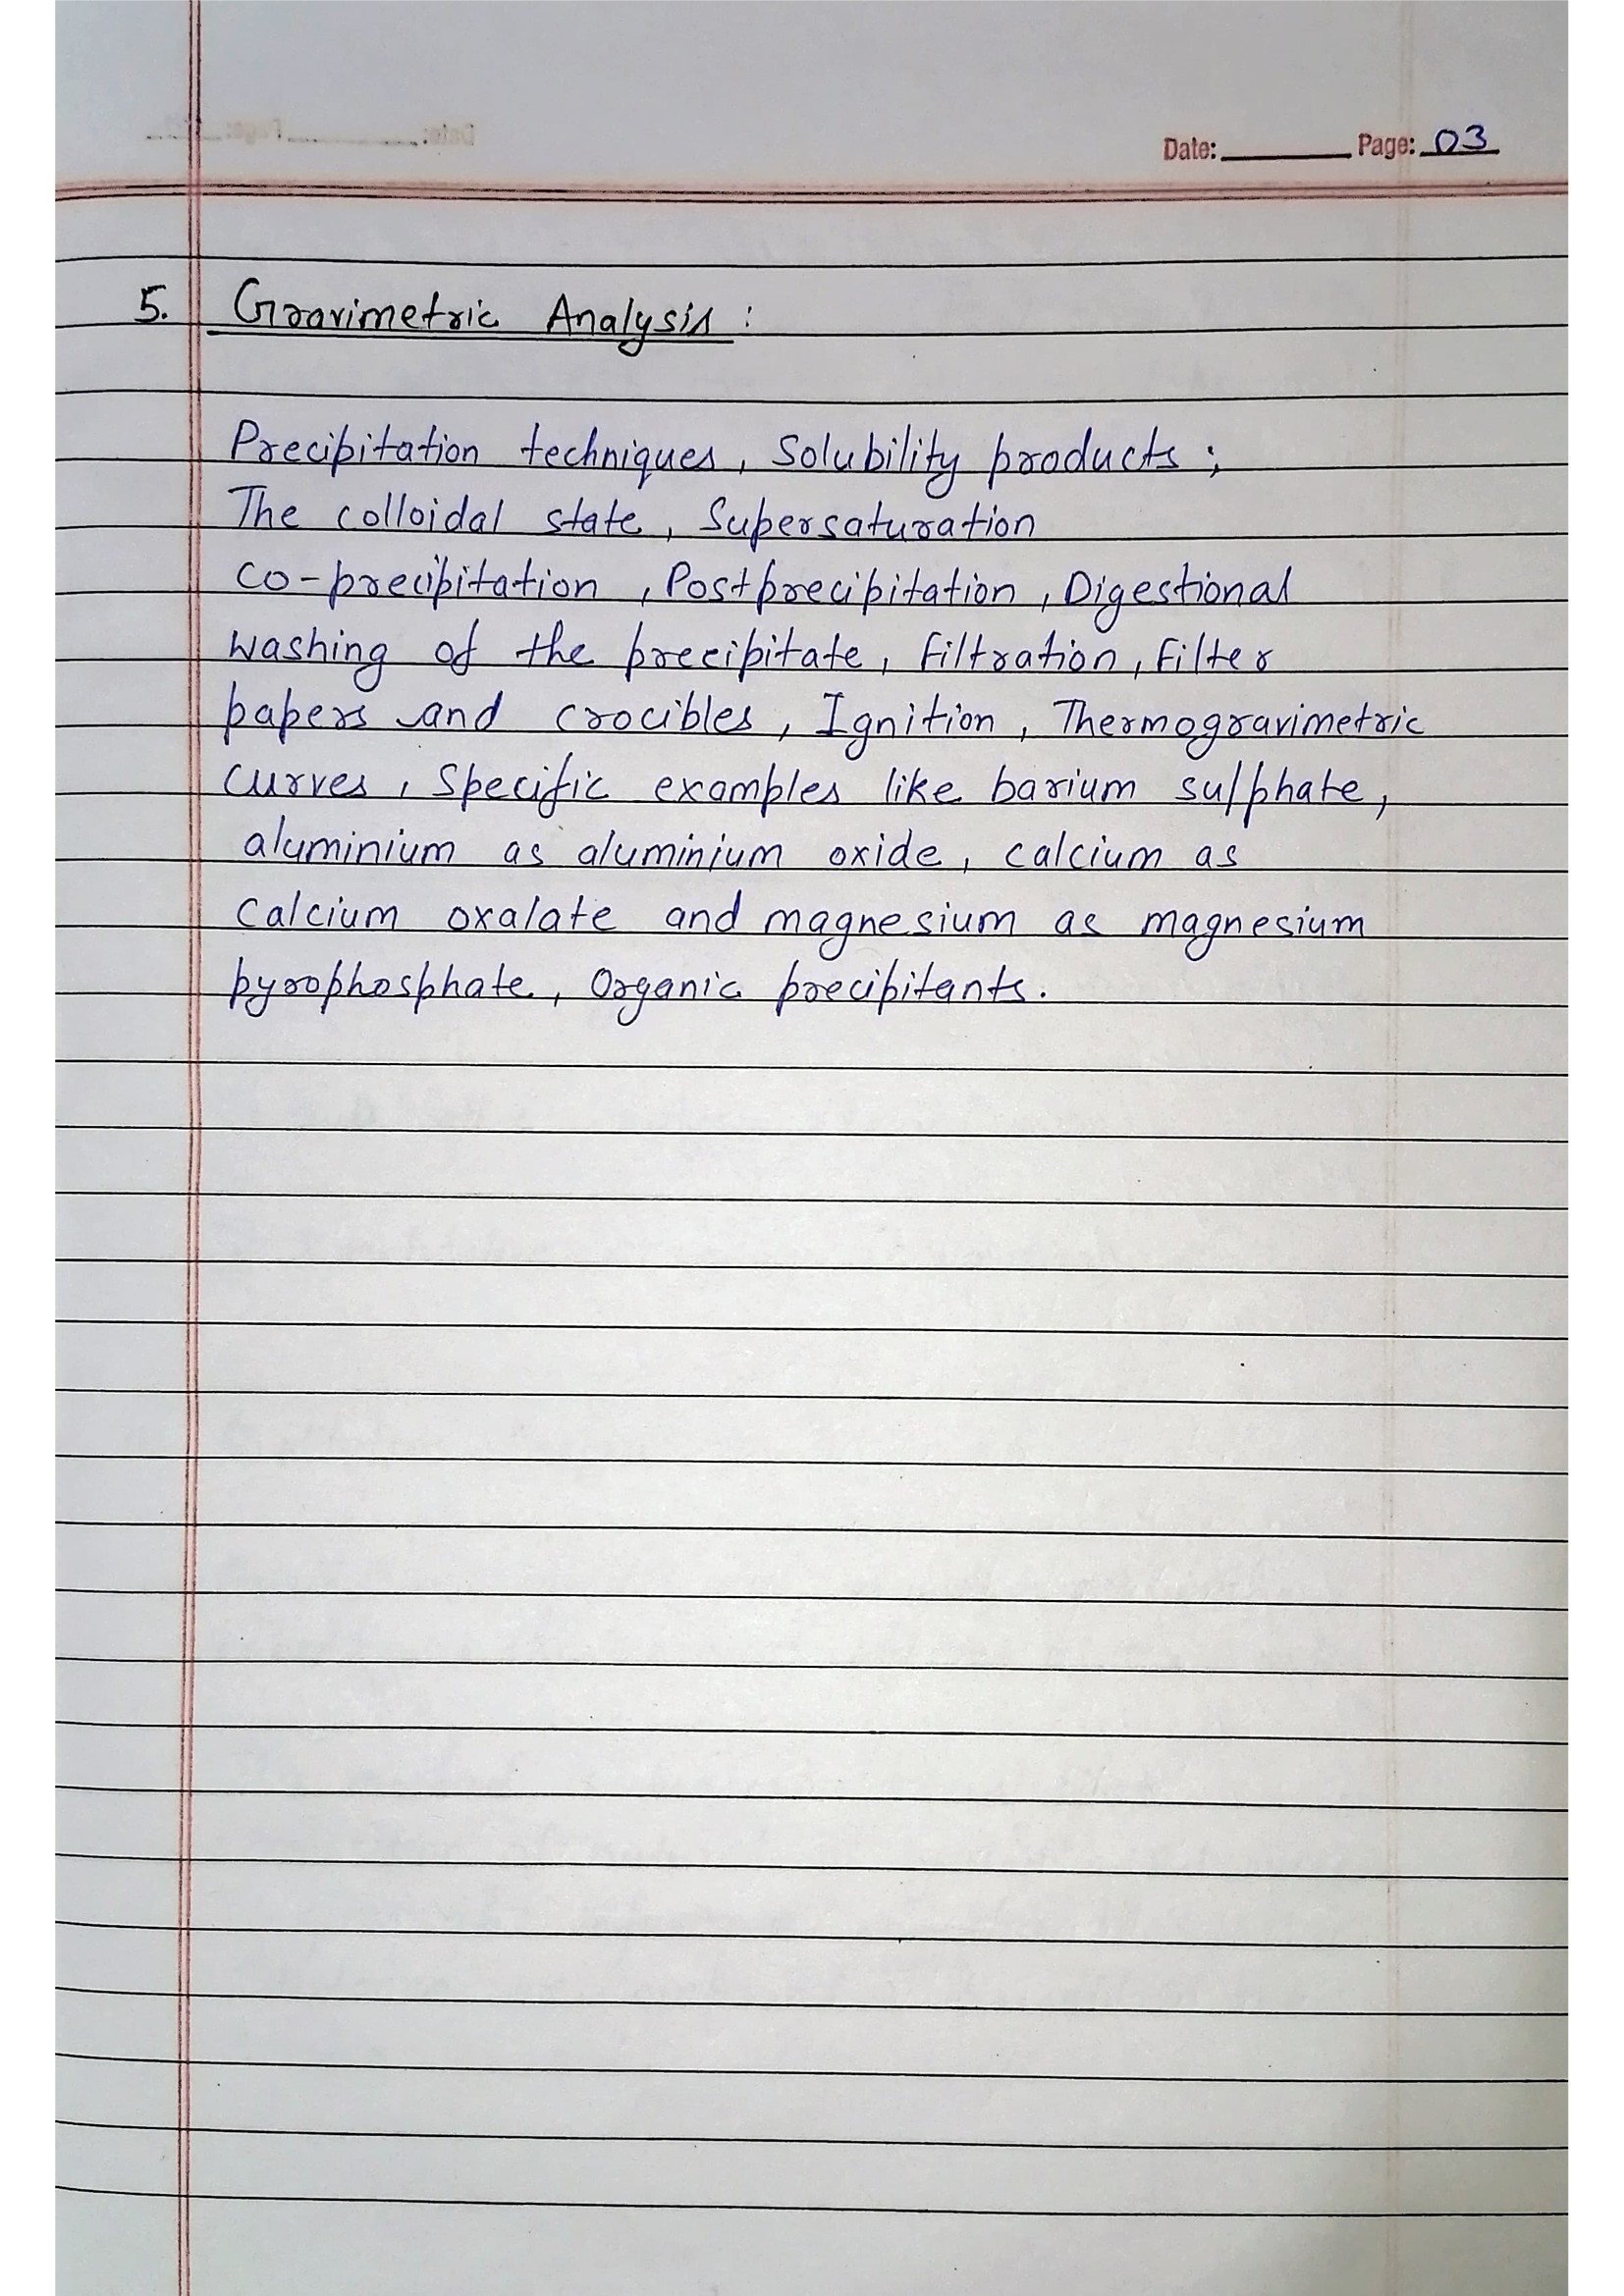 Date: Page: 03
5. Gravimetric Analysis :
Precipitation techniques, Solubility products ;
The colloidal state, Supersaturation
co-precipitation, Postprecipitation, Digestional
washing of the precipitate, filtration, filter
papers and crocibles, Ignition, Thermogravimetric
curves, Specific examples like barium sulphate,
aluminium as aluminium oxide, calcium as
Calcium oxalate and magnesium as magnesium
pyrophosphate, Organic precipitants.